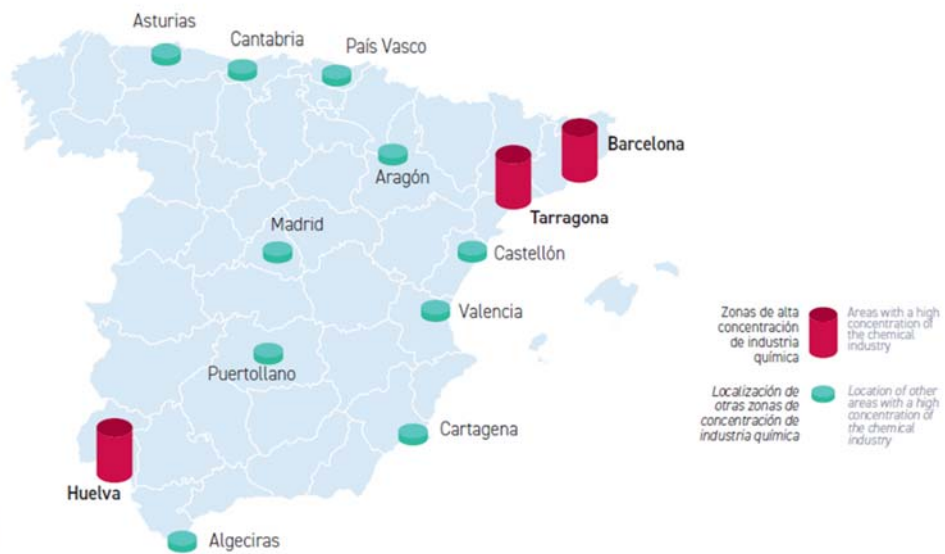 Asturias
Cantabria
País Vasco
Barcelona
Aragón
Tarragona
Madrid
Castellón
Valencia
Puertollano
Cartagena
Huelva
Algeciras
Zonas de alta
concentración
de industria
química
Areas with a high
concentration of
the chemical
industry
Localización de
otras zonas de
concentración de
industria química
Location of other
areas with a high
concentration of
the chemical
industry